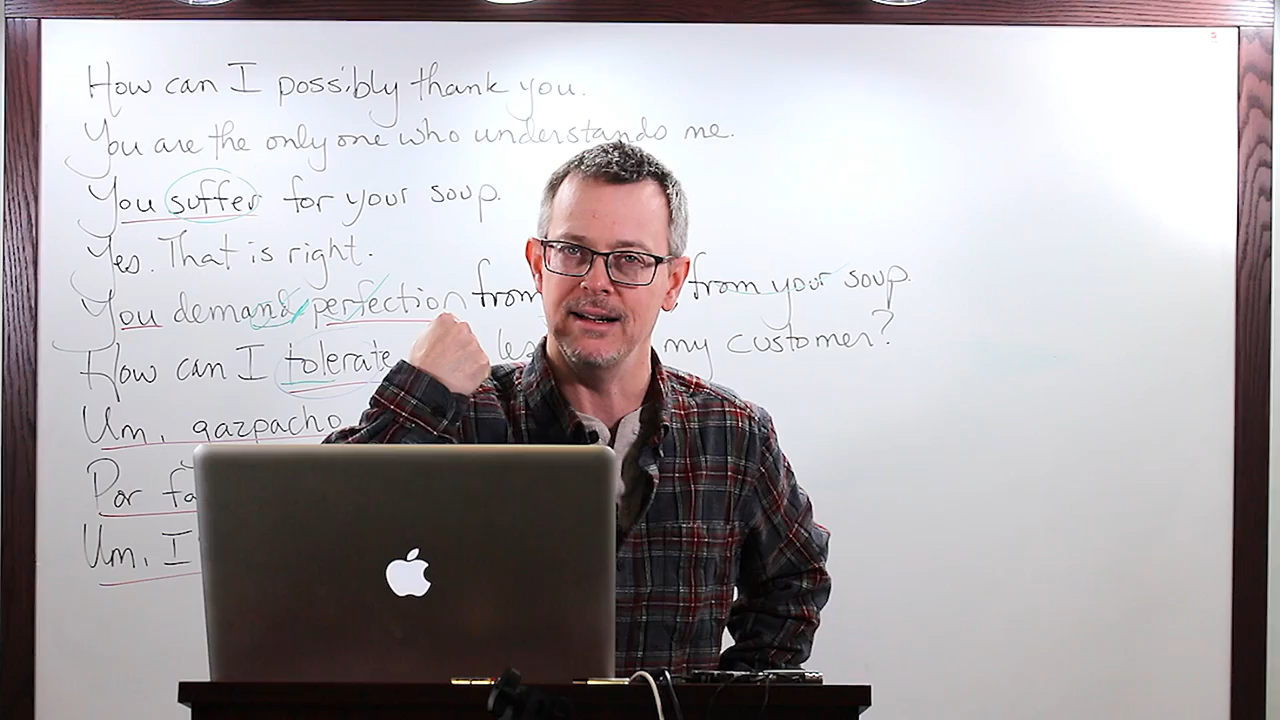 How can I possibly thank you.
You are the only one who understands me.
You suffer for your soup.
Yes. That is right.
You demand perfection from from your soup.
How can I tolerate my customer?
Um, gazpacho
Por
Um, I